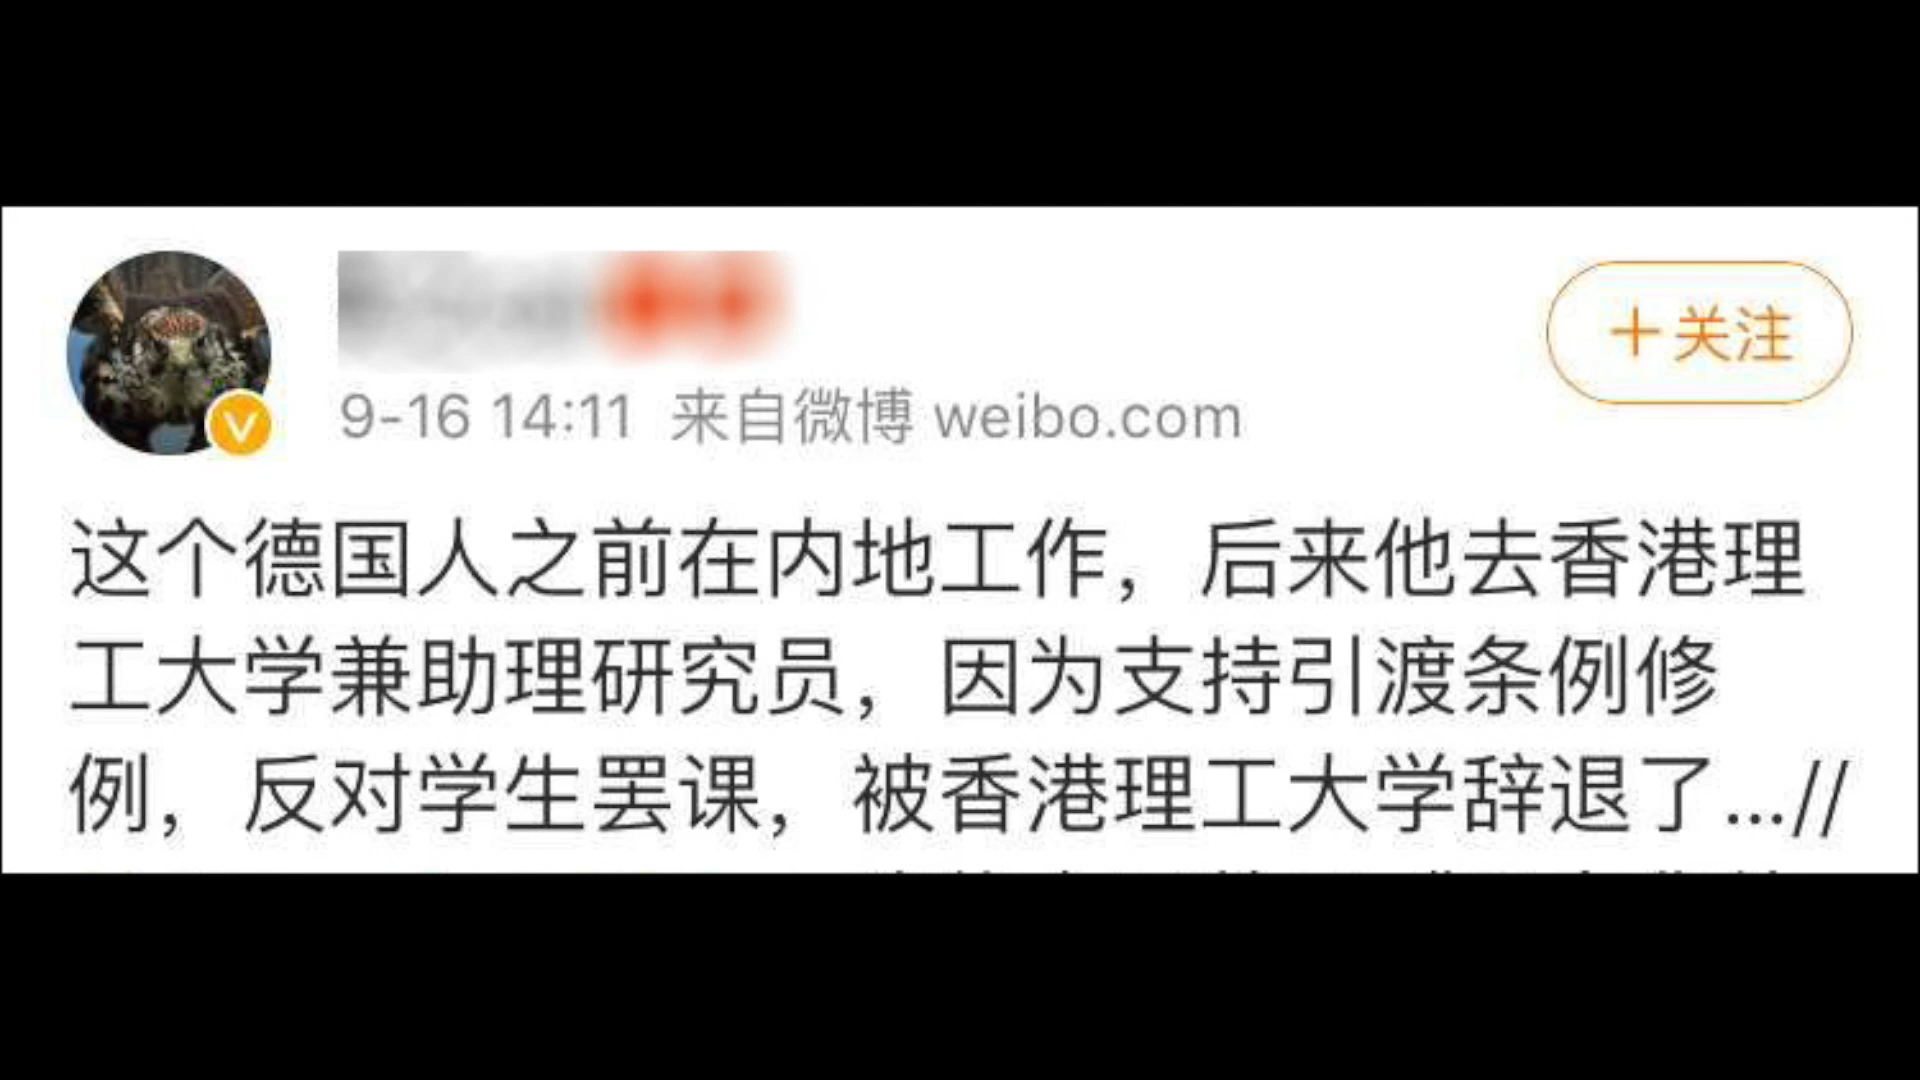 +关注
9-16 14:11 来自微博 weibo.com
这个德国人之前在内地工作，后来他去香港理
工大学兼助理研究员，因为支持引渡条例修
例，反对学生罢课，被香港理工大学辞退了...//